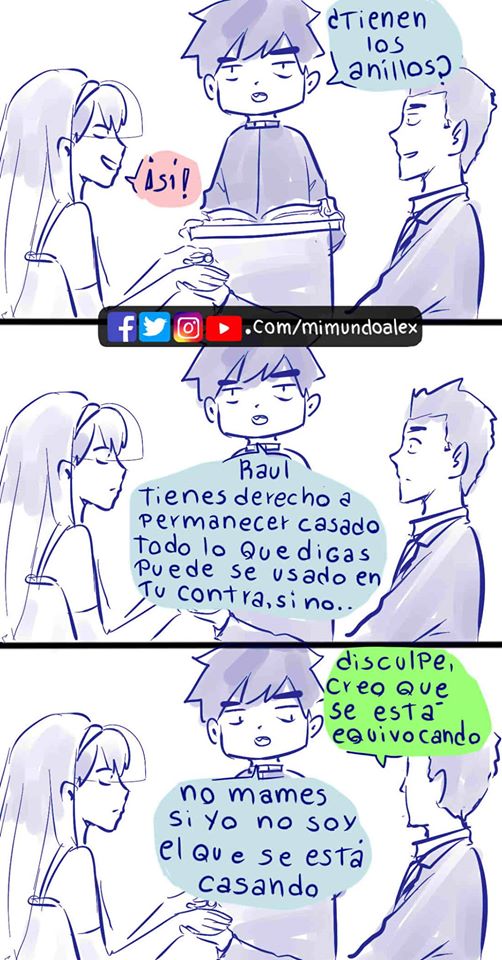 ¿Tienen
los
anillos?
¡sí!
.com/mimundoalex
Raul
Tienes derecho a
permanecer casado
Todo lo que digas
puede se usado en
Tu contra, si no..
disculpe,
creo que
se está
equivocando
no mames
si yo no soy
el que se está
casando